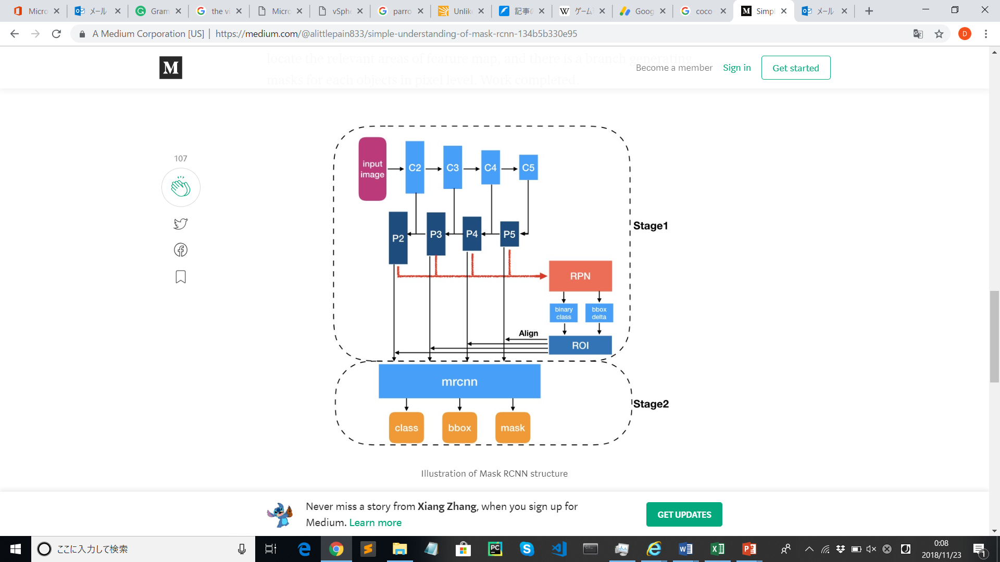 Micro
メール
Gram
the vi
Micro
vSphe
parro
Unlik
記事の
W ゲーム
Goog
coco
M Simpl
メール
A Medium Corporation [US] | https://medium.com/@alittlepain833/simple-understanding-of-mask-rcnn-134b5b330e95
D
locate the relevant areas of feature map, and there is a branch generating
masks for each objects in pixel level. Work completed.
M
Become a member
Sign in
Get started
107
input
image
C2
C3
C4
C5
P2
P3
P4
P5
Stage1
RPN
binary
class
bbox
delta
Align
ROI
mrcnn
Stage2
class
bbox
mask
Illustration of Mask RCNN structure
Never miss a story from Xiang Zhang, when you sign up for
Medium. Learn more
GET UPDATES
ここに入力して検索
PC
0:08
2018/11/23
1